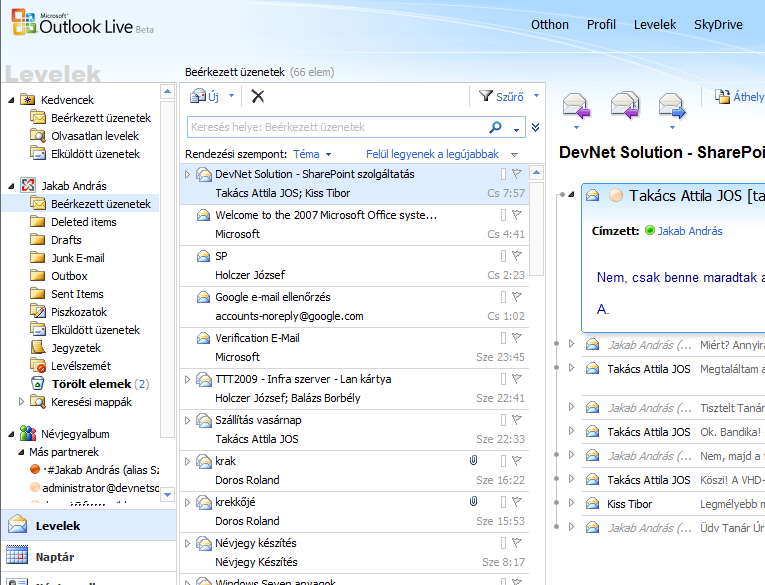 Microsoft
Outlook Live Beta
Otthon Profil Levelek SkyDrive
Levelek
Beérkezett üzenetek (66 elem)
Új
Szűrő
Áthely
Keresés helye: Beérkezett üzenetek
Rendezési szempont: Téma Felül legyenek a legújabbak
Kedvencek
Beérkezett üzenetek
Olvasatlan levelek
Elküldött üzenetek
Jakab András
Beérkezett üzenetek
Deleted items
Drafts
Junk E-mail
Outbox
Sent Items
Piszkozatok
Elküldött üzenetek
Jegyzetek
Levélszemét
Törölt elemek (2)
Keresési mappák
Névjegyalbum
Más partnerek
·#Jakab András (alias Sz
administrator@devnetsc
Levelek
Naptár
DevNet Solution - SharePoint szolgáltatás
Takács Attila JOS; Kiss Tibor Cs 7:57
Welcome to the 2007 Microsoft Office syste...
Microsoft Cs 4:41
SP
Holczer József Cs 2:23
Google e-mail ellenőrzés
accounts-noreply@google.com Cs 1:02
Verification E-Mail
Microsoft Sze 23:45
TTT2009 - Infra szerver - Lan kártya
Holczer József; Balázs Borbély Sze 22:41
Szállítás vasárnap
Takács Attila JOS Sze 22:33
krak
Doros Roland Sze 16:22
krekkőjé
Doros Roland Sze 15:53
Névjegy készítés
Névjegy Készítés Sze 8:17
Windows Seven anyagok
DevNet Solution - SharePoi
Takács Attila JOS [ta
Címzett: Jakab András
Nem, csak benne maradtak a
A.
Jakab András (... Miért? Annyira
Takács Attila JOS Megtaláltam a
Jakab András (... Tisztelt Tanár
Takács Attila JOS Ok. Bandika!
Jakab András (... Nem, majd a
Takács Attila JOS Köszi! A VHD-
Kiss Tibor Legmélyebb
Jakab András (... Üdv Tanár Úr